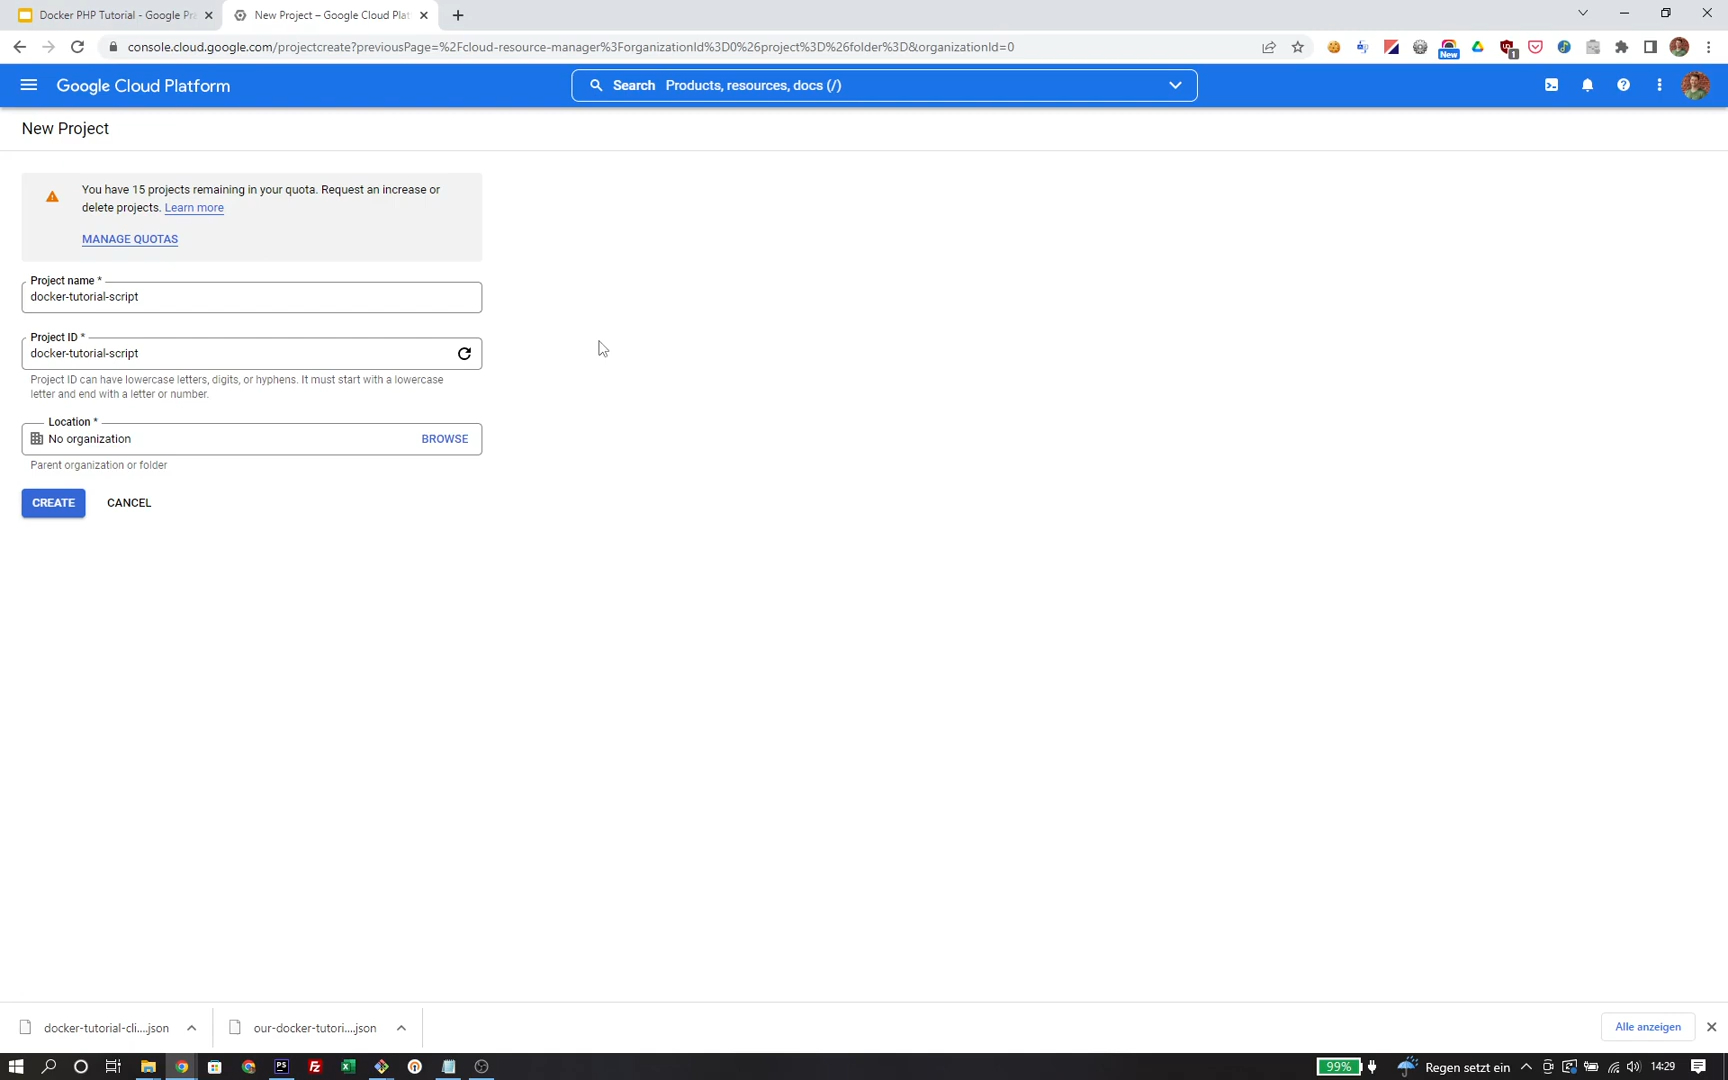 Docker PHP Tutorial - Google Pr
New Project – Google Cloud Plat
console.cloud.google.com/projectcreate?previousPage=%2Fcloud-resource-manager%3ForganizationId%3D0%26project%3D%26folder%3D&organizationId=0
New
1
Google Cloud Platform
Search Products, resources, docs (/)
New Project
You have 15 projects remaining in your quota. Request an increase or
delete projects. Learn more
MANAGE QUOTAS
Project name *
docker-tutorial-script
Project ID *
docker-tutorial-script
Project ID can have lowercase letters, digits, or hyphens. It must start with a lowercase
letter and end with a letter or number.
Location *
No organization
BROWSE
Parent organization or folder
CREATE
CANCEL
docker-tutorial-cli....json
our-docker-tutori....json
Alle anzeigen
PS
99%
Regen setzt ein
14:29